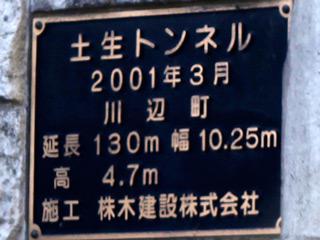 土生トンネル
2001年3月
川辺町
延長 130m 幅 10.25m
高 4.7m
施工 株木建設株式会社